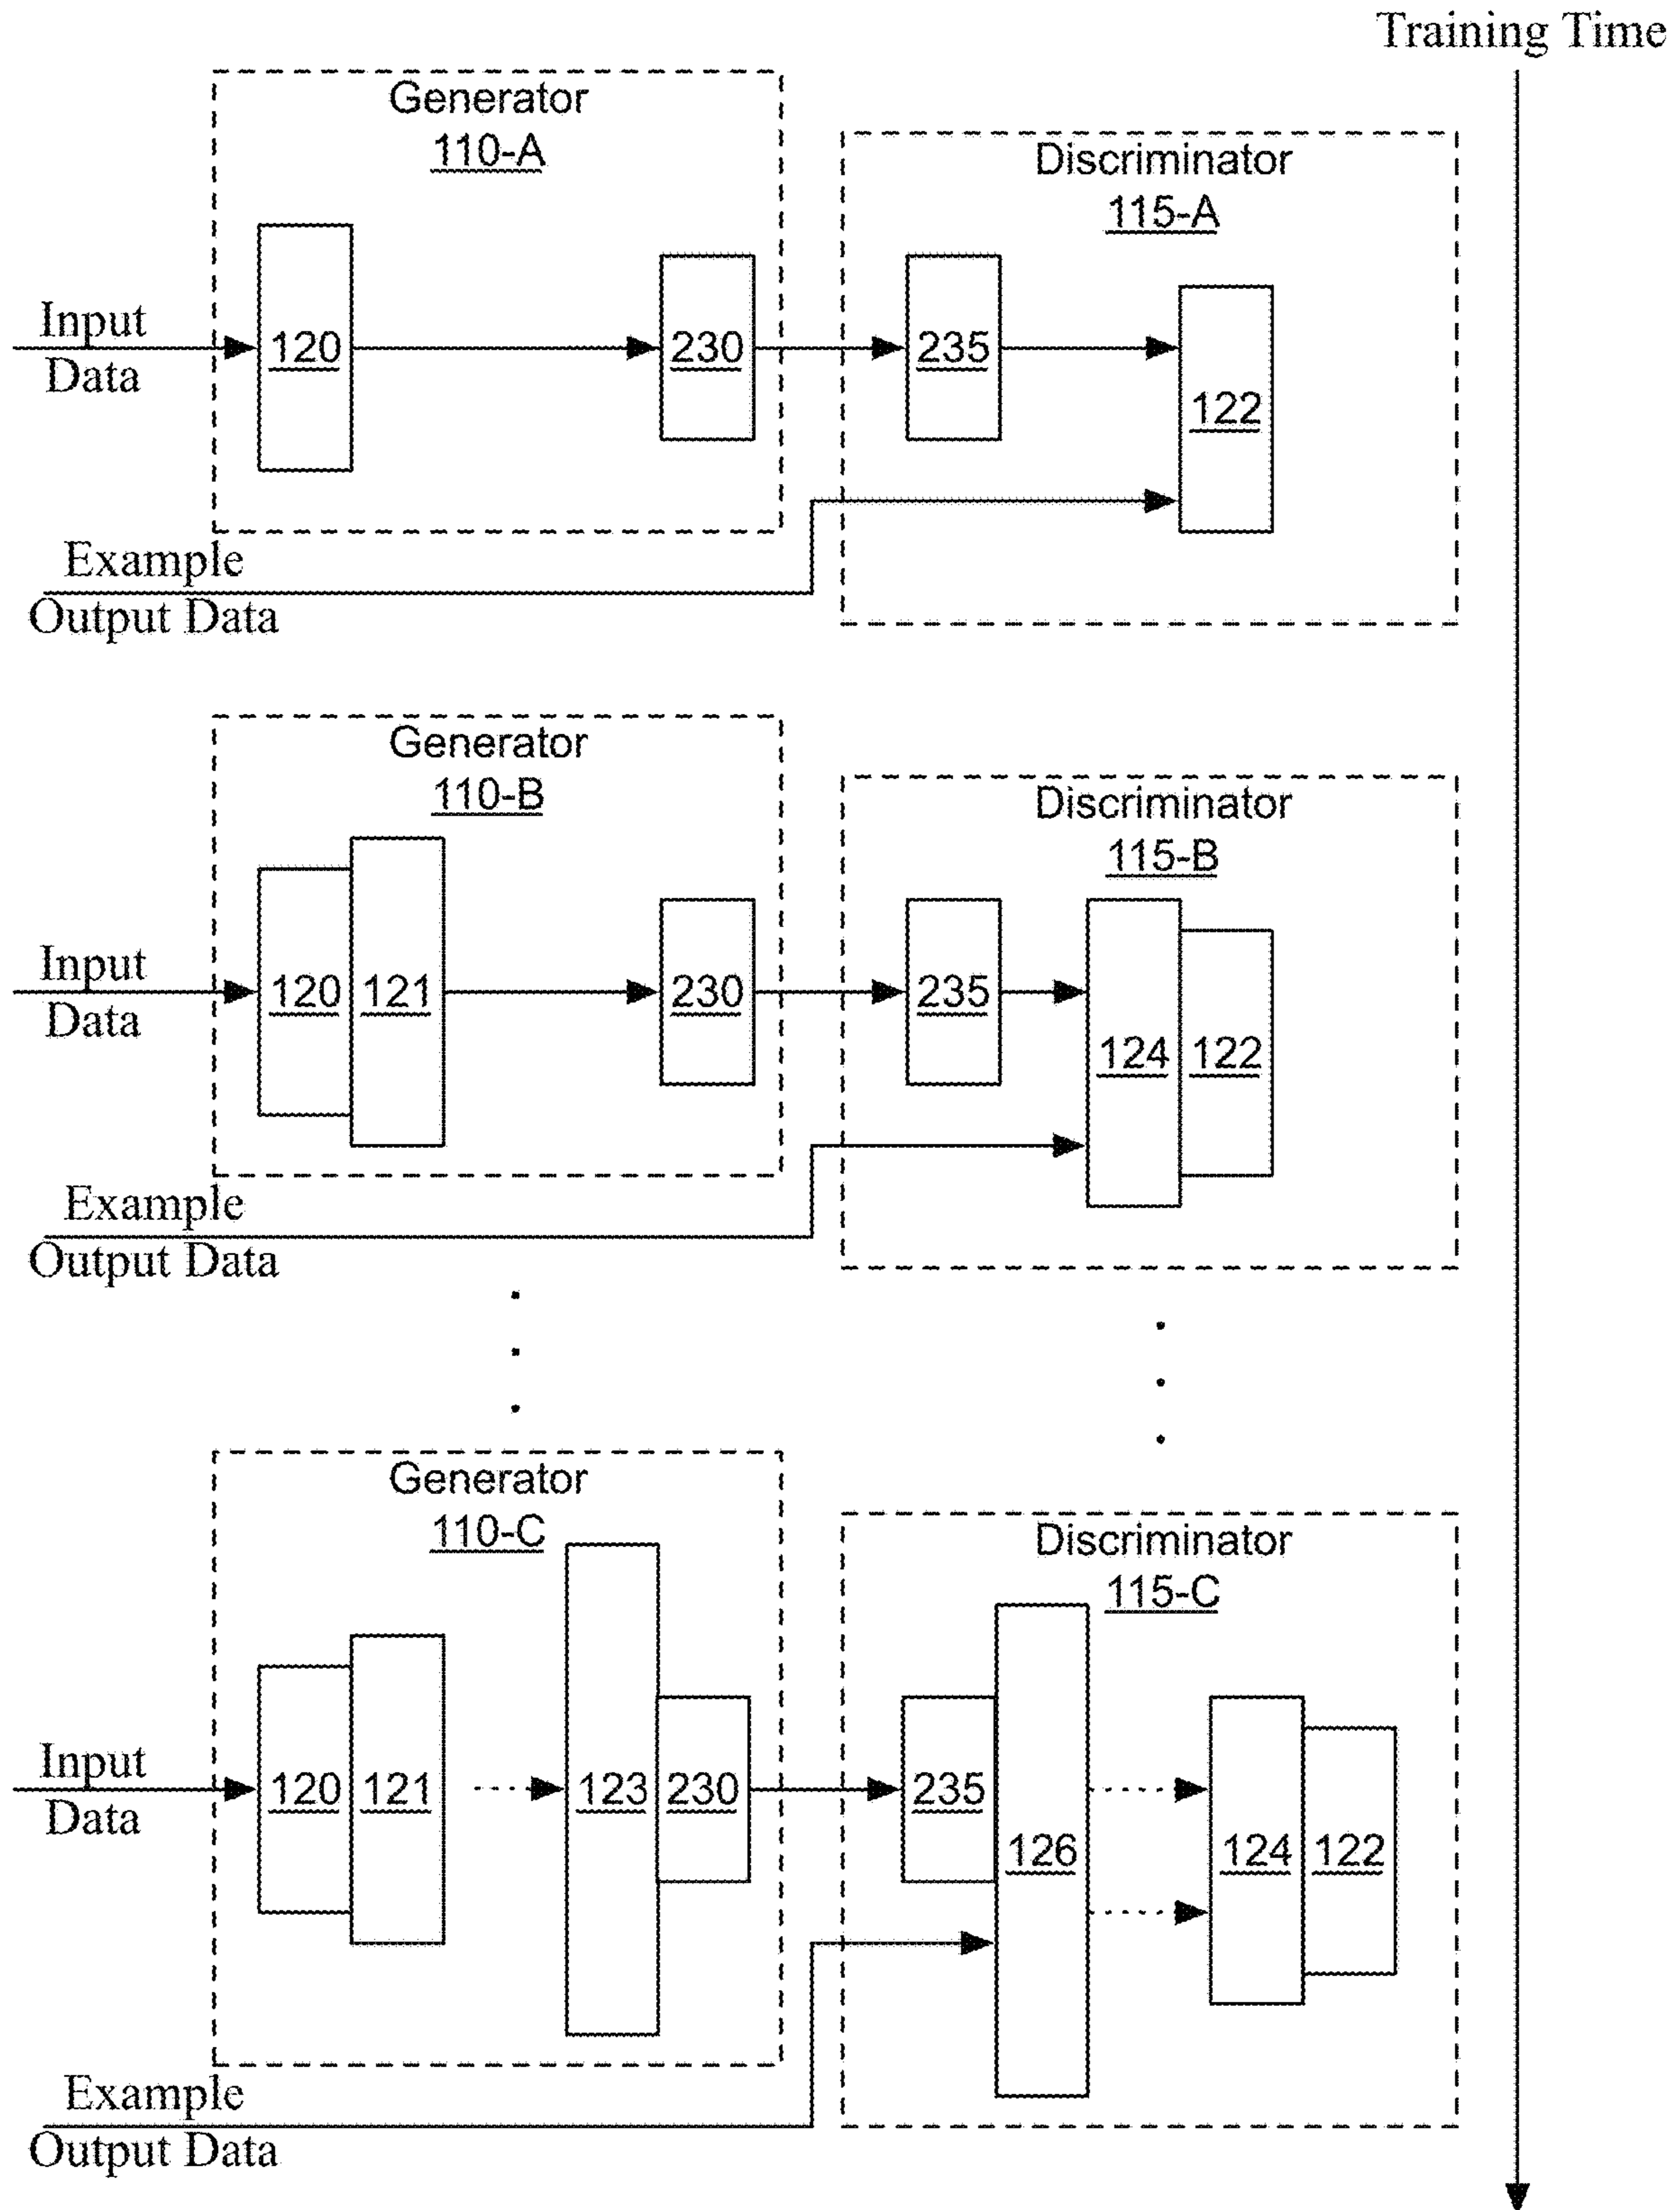 Training Time
Generator
110-A
Discriminator
115-A
Input
Data
120
230
235
122
Example
Output Data
Generator
110-B
Discriminator
115-B
Input
Data
120
121
230
235
124
122
Example
Output Data
Generator
110-C
Discriminator
115-C
Input
Data
120
121
123
230
235
126
124
122
Example
Output Data